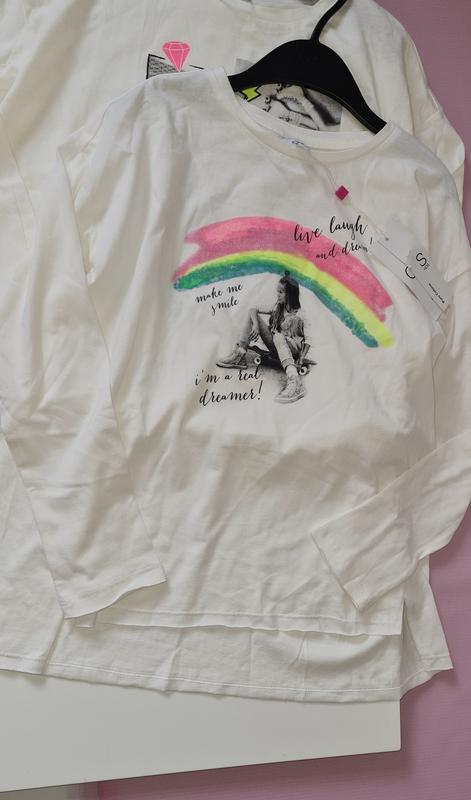 live laugh
and dream!
make me
smile
i'm a real
dreamer!